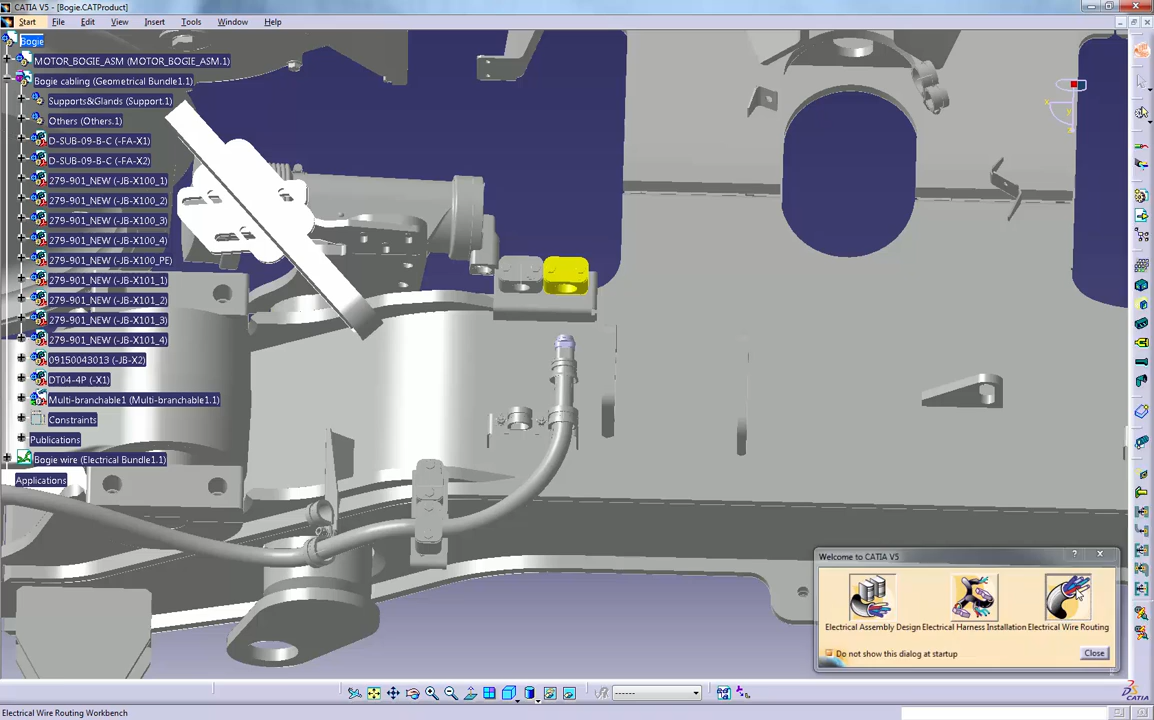 CATIA V5 - [Bogie.CATProduct]
Start File Edit View Insert Tools Window Help
Bogie
MOTOR_BOGIE_ASM (MOTOR_BOGIE_ASM.1)
Bogie cabling (Geometrical Bundle1.1)
Supports&Glands (Support.1)
Others (Others.1)
D-SUB-09-B-C (-FA-X1)
D-SUB-09-B-C (-FA-X2)
279-901_NEW (-JB-X100_1)
279-901_NEW (-JB-X100_2)
279-901_NEW (-JB-X100_3)
279-901_NEW (-JB-X100_4)
279-901_NEW (-JB-X100_PE)
279-901_NEW (-JB-X101_1)
279-901_NEW (-JB-X101_2)
279-901_NEW (-JB-X101_3)
279-901_NEW (-JB-X101_4)
09150043013 (-JB-X2)
DT04-4P (-X1)
Multi-branchable1 (Multi-branchable1.1)
Constraints
Publications
Bogie wire (Electrical Bundle1.1)
Applications
x
y
Welcome to CATIA V5
Electrical Assembly Design Electrical Harness Installation Electrical Wire Routing
Do not show this dialog at startup
Close
------
CATIA
Electrical Wire Routing Workbench